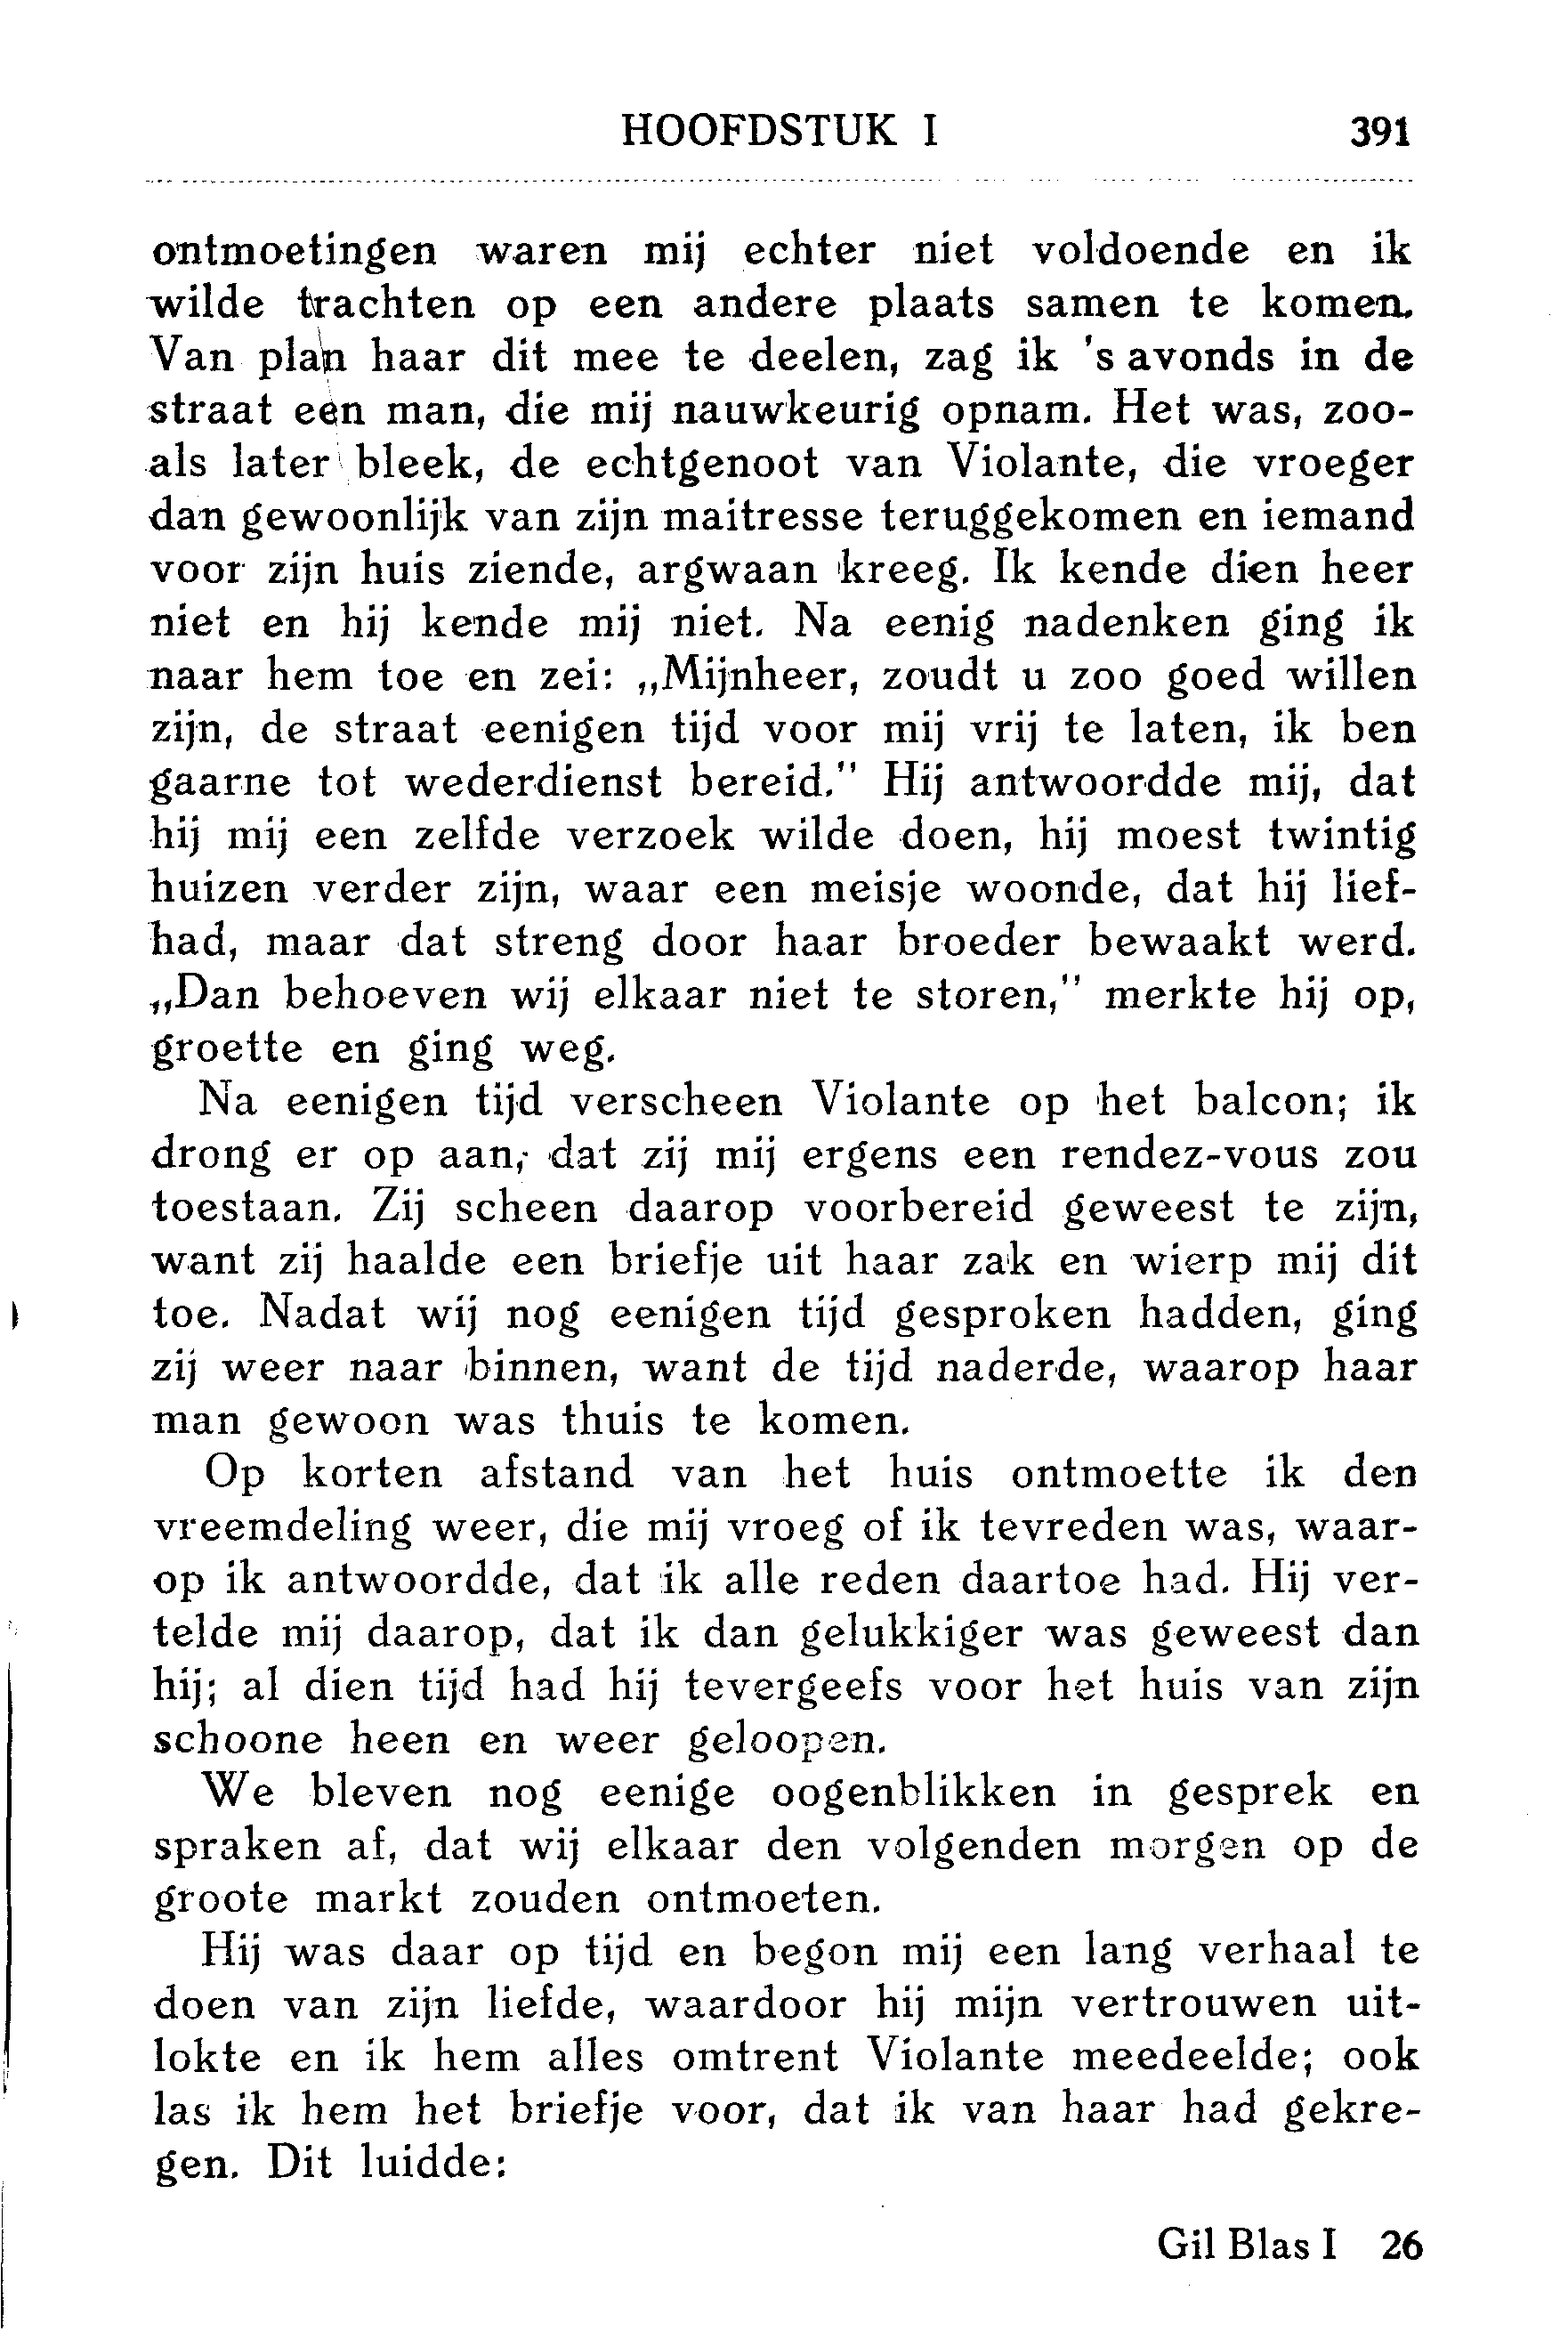 HOOFDSTUK I 391
ontmoetingen waren mij echter niet voldoende en ik
wilde trachten op een andere plaats samen te komen.
Van plan haar dit mee te deelen, zag ik 's avonds in de
straat een man, die mij nauwkeurig opnam. Het was, zoo-
als later bleek, de echtgenoot van Violante, die vroeger
dan gewoonlijk van zijn maitresse teruggekomen en iemand
voor zijn huis ziende, argwaan kreeg. Ik kende dien heer
niet en hij kende mij niet. Na eenig nadenken ging ik
naar hem toe en zei: „Mijnheer, zoudt u zoo goed willen
zijn, de straat eenigen tijd voor mij vrij te laten, ik ben
gaarne tot wederdienst bereid." Hij antwoordde mij, dat
hij mij een zelfde verzoek wilde doen, hij moest twintig
huizen verder zijn, waar een meisje woonde, dat hij lief-
had, maar dat streng door haar broeder bewaakt werd.
„Dan behoeven wij elkaar niet te storen," merkte hij op,
groette en ging weg.
Na eenigen tijd verscheen Violante op het balcon; ik
drong er op aan, dat zij mij ergens een rendez-vous zou
toestaan. Zij scheen daarop voorbereid geweest te zijn,
want zij haalde een briefje uit haar zak en wierp mij dit
toe. Nadat wij nog eenigen tijd gesproken hadden, ging
zij weer naar binnen, want de tijd naderde, waarop haar
man gewoon was thuis te komen.
Op korten afstand van het huis ontmoette ik den
vreemdeling weer, die mij vroeg of ik tevreden was, waar-
op ik antwoordde, dat ik alle reden daartoe had. Hij ver-
telde mij daarop, dat ik dan gelukkiger was geweest dan
hij; al dien tijd had hij tevergeefs voor het huis van zijn
schoone heen en weer geloopen.
We bleven nog eenige oogenblikken in gesprek en
spraken af, dat wij elkaar den volgenden morgen op de
groote markt zouden ontmoeten.
Hij was daar op tijd en begon mij een lang verhaal te
doen van zijn liefde, waardoor hij mijn vertrouwen uit-
lokte en ik hem alles omtrent Violante meedeelde; ook
las ik hem het briefje voor, dat ik van haar had gekre-
gen. Dit luidde:
Gil Blas I 26